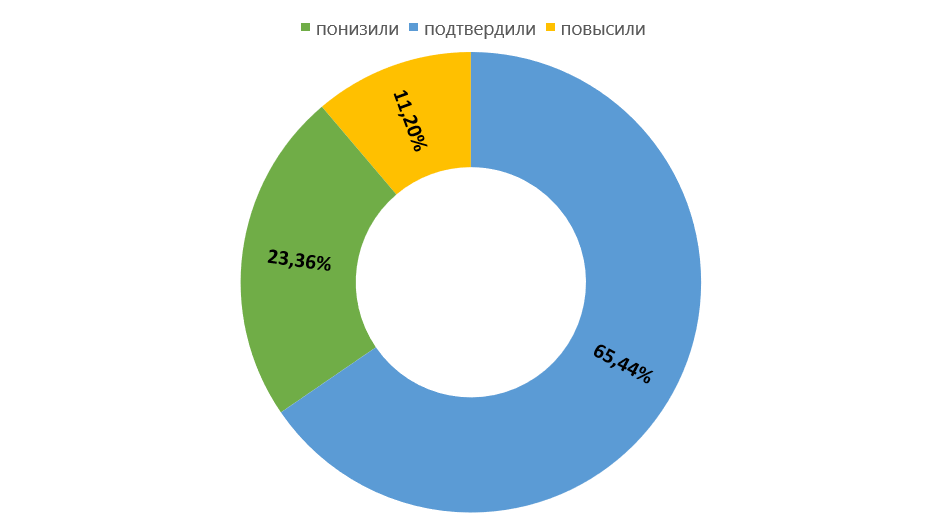 понизили подтвердили повысили
11,20%
23,36%
65,44%